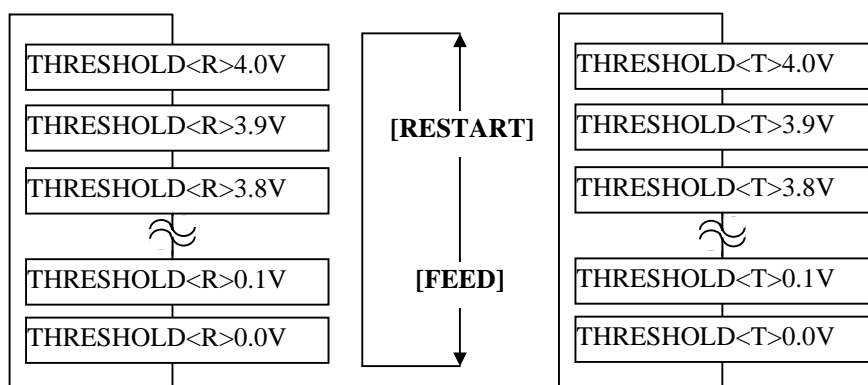 THRESHOLD<R>4.0V
THRESHOLD<R>3.9V
THRESHOLD<R>3.8V
THRESHOLD<R>0.1V
THRESHOLD<R>0.0V
[RESTART]
[FEED]
THRESHOLD<T>4.0V
THRESHOLD<T>3.9V
THRESHOLD<T>3.8V
THRESHOLD<T>0.1V
THRESHOLD<T>0.0V